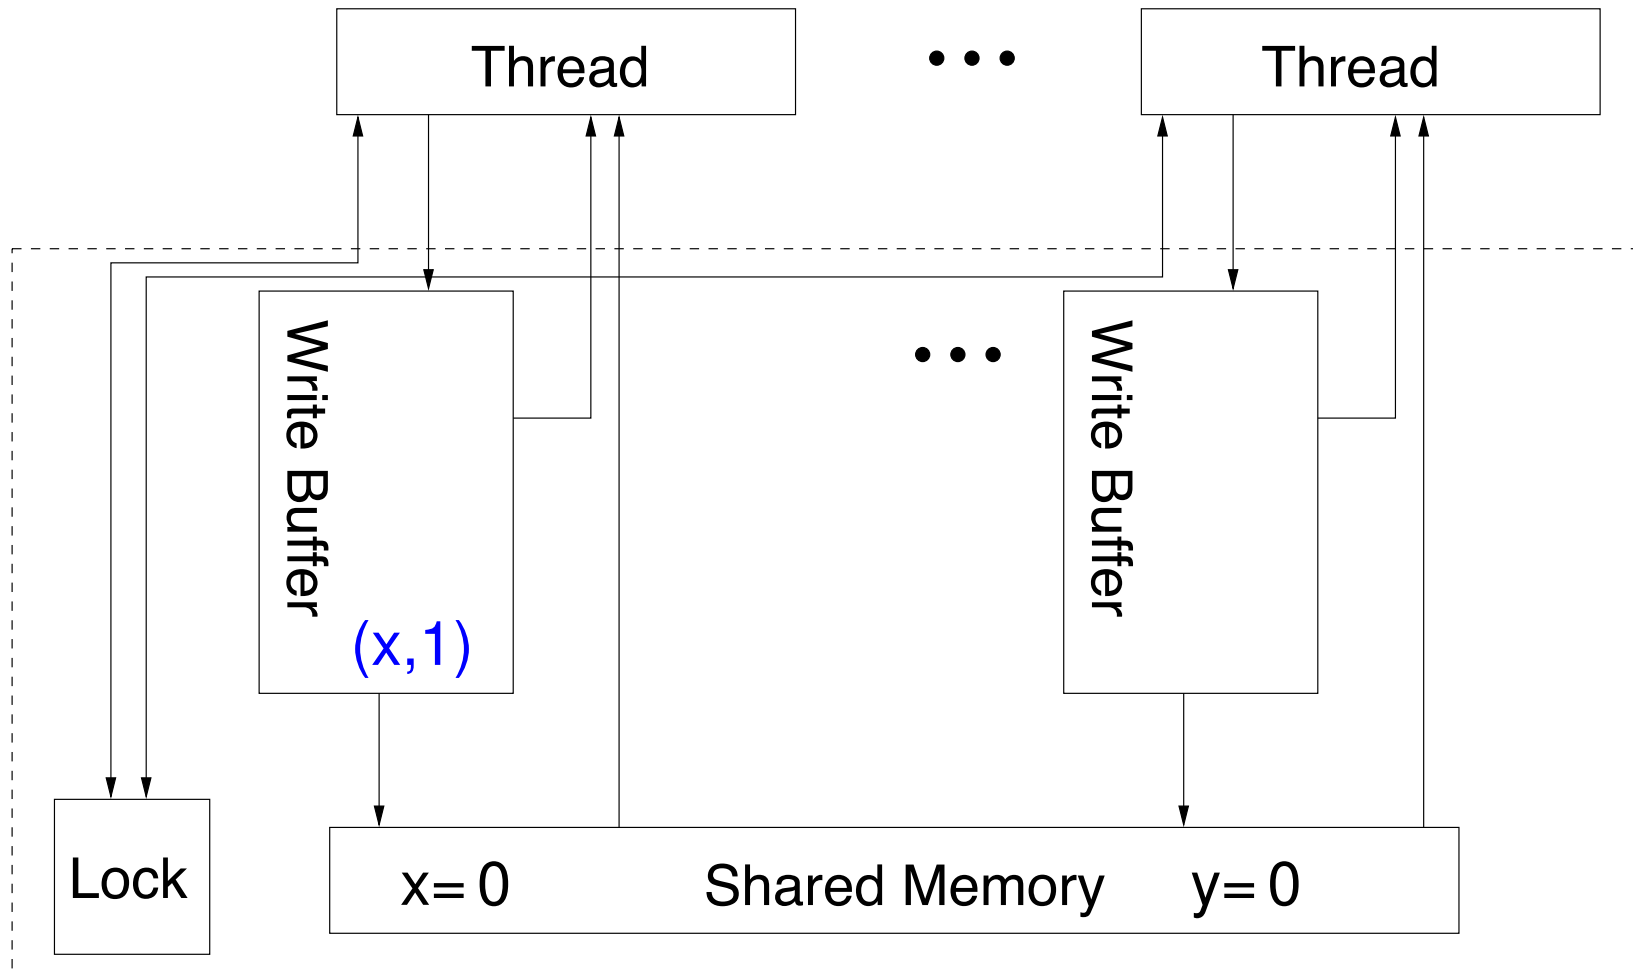 Thread
Thread
Write Buffer
(x,1)
Write Buffer
Lock
x= 0
Shared Memory
y= 0